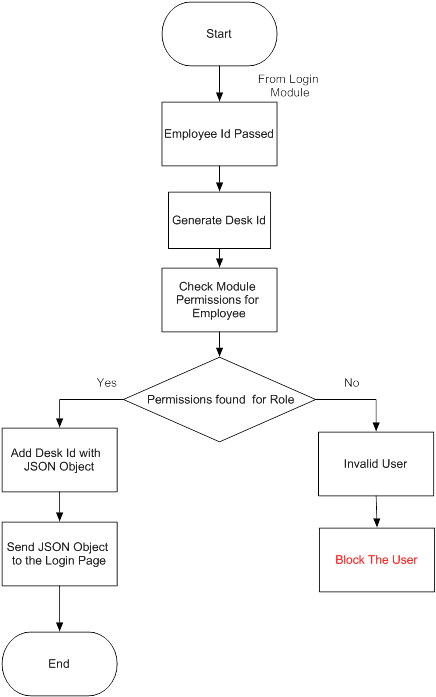 Start
From Login
Module
Employee Id Passed
Generate Desk Id
Check Module
Permissions for
Employee
Permissions found for Role
Yes
No
Add Desk Id with
JSON Object
Invalid User
Send JSON Object
to the Login Page
Block The User
End